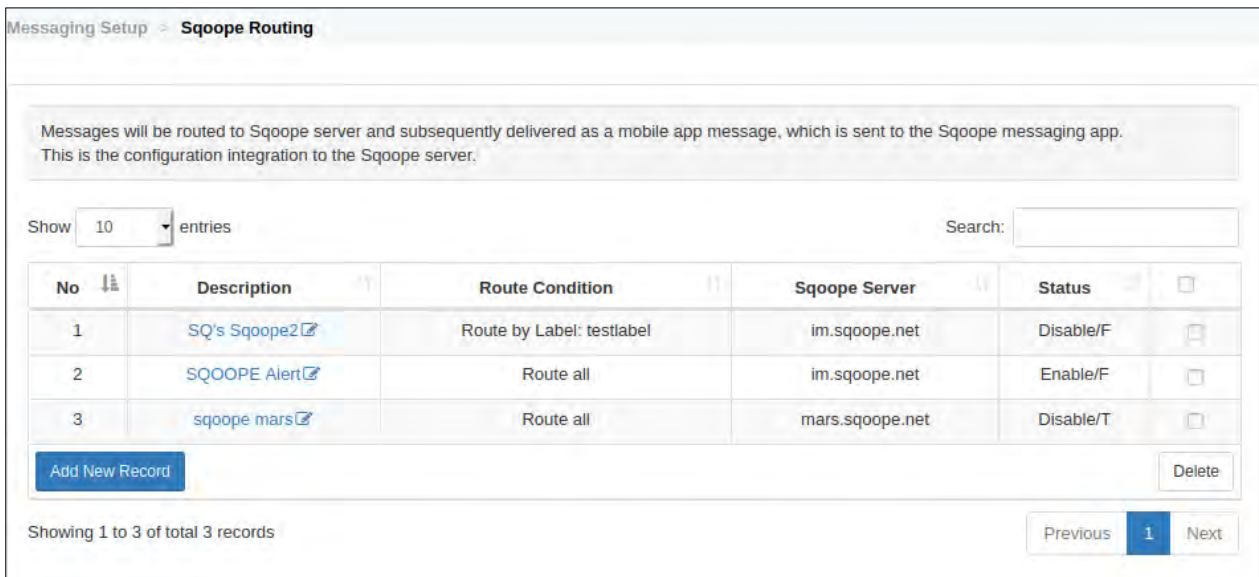 Messaging Setup > Sqoope Routing
Messages will be routed to Sqoope server and subsequently delivered as a mobile app message, which is sent to the Sqoope messaging app.
This is the configuration integration to the Sqoope server.
Show 10 entries Search:
No Description Route Condition Sqoope Server Status
1 SQ's Sqoope2 Route by Label: testlabel im.sqoope.net Disable/F
2 SQOOPE Alert Route all im.sqoope.net Enable/F
3 sqoope mars Route all mars.sqoope.net Disable/T
Add New Record Delete
Showing 1 to 3 of total 3 records Previous 1 Next